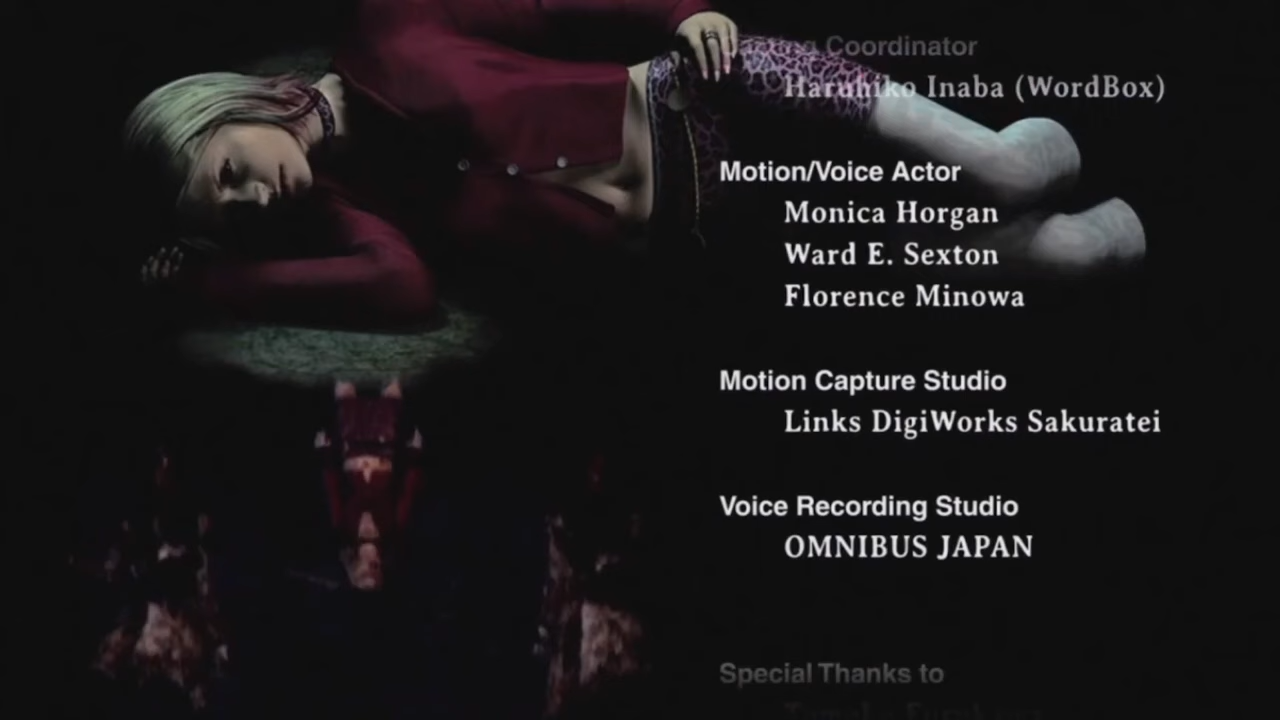 Casting Coordinator
Haruhiko Inaba (WordBox)
Motion/Voice Actor
Monica Horgan
Ward E. Sexton
Florence Minowa
Motion Capture Studio
Links DigiWorks Sakuratei
Voice Recording Studio
OMNIBUS JAPAN
Special Thanks to